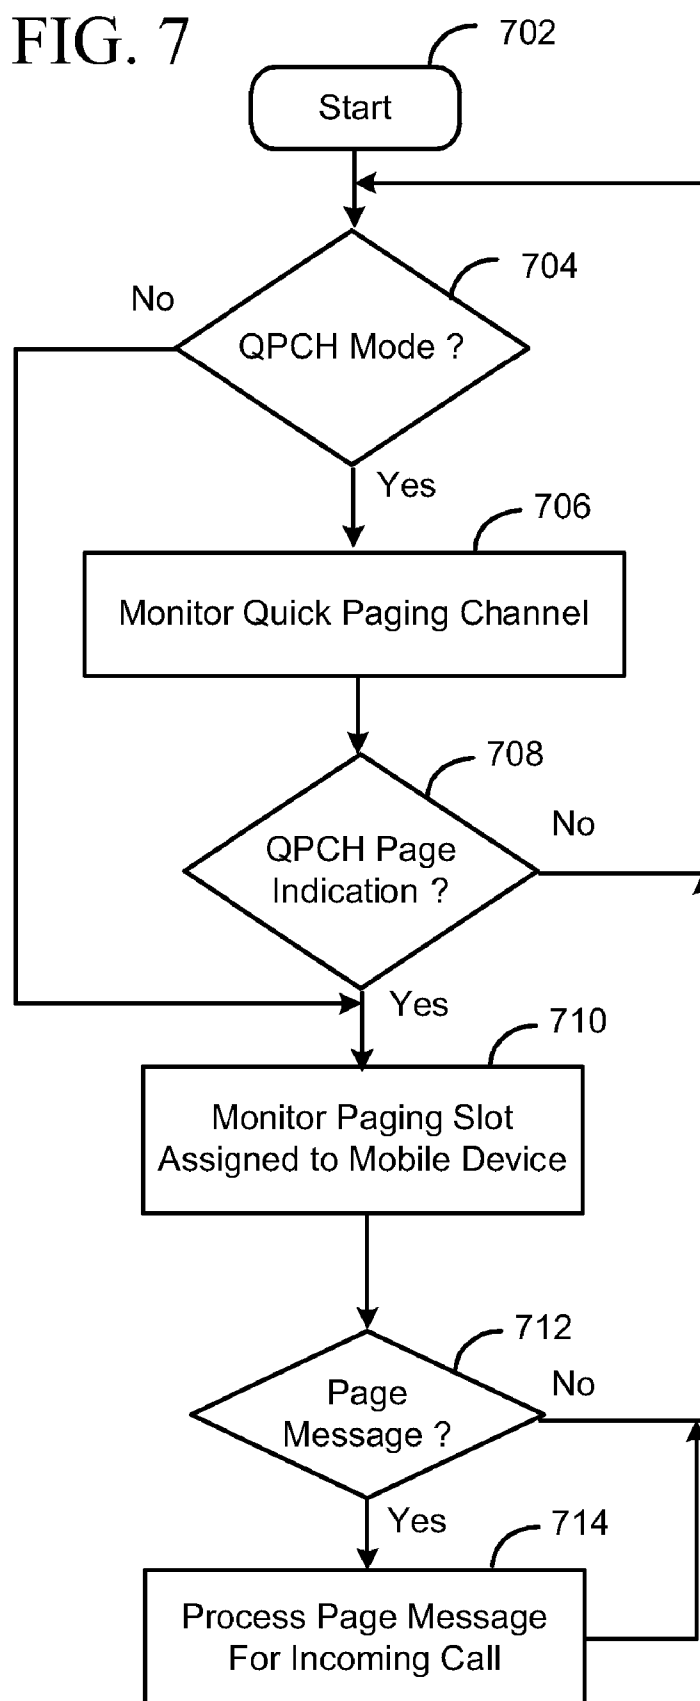 FIG. 7
702
Start
704
No
QPCH Mode ?
Yes
706
Monitor Quick Paging Channel
708
No
QPCH Page
Indication ?
Yes
710
Monitor Paging Slot
Assigned to Mobile Device
712
No
Page
Message ?
Yes
714
Process Page Message
For Incoming Call